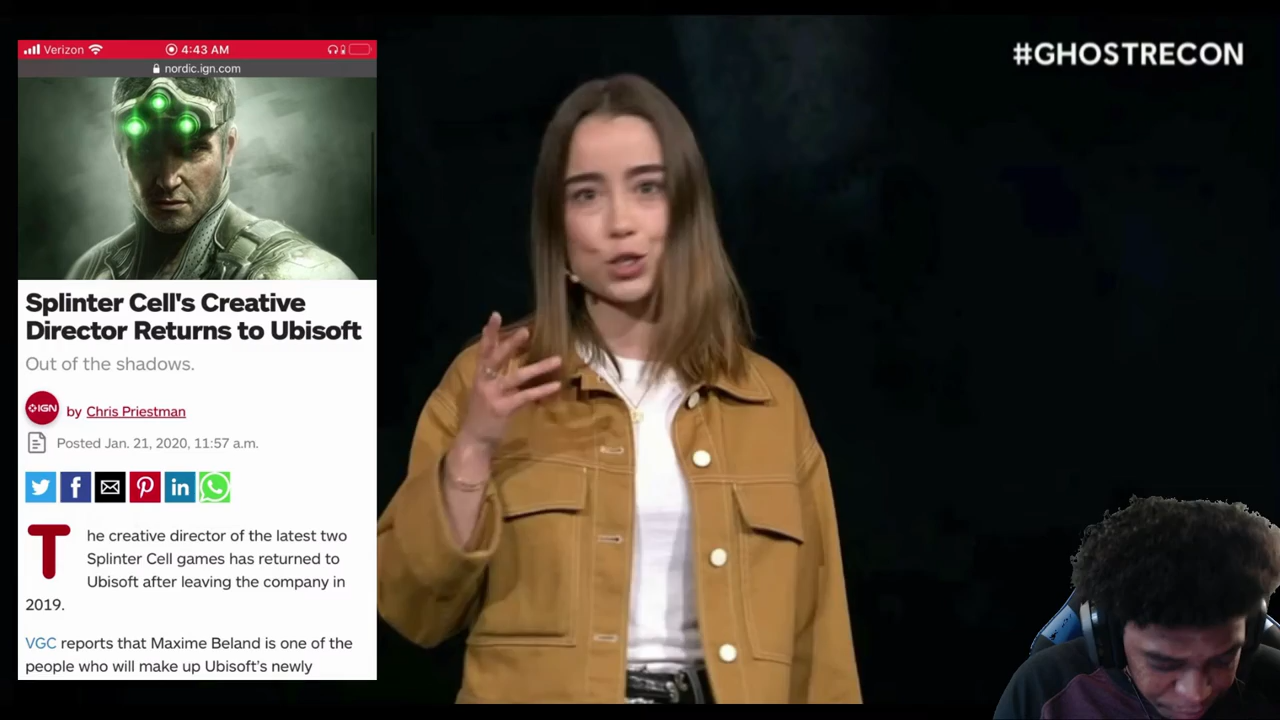 Verizon 4:43 AM
nordic.ign.com
#GHOSTRECON
Splinter Cell's Creative
Director Returns to Ubisoft
Out of the shadows.
IGN by Chris Priestman
Posted Jan. 21, 2020, 11:57 a.m.
The creative director of the latest two
Splinter Cell games has returned to
Ubisoft after leaving the company in
2019.
VGC reports that Maxime Beland is one of the
people who will make up Ubisoft's newly